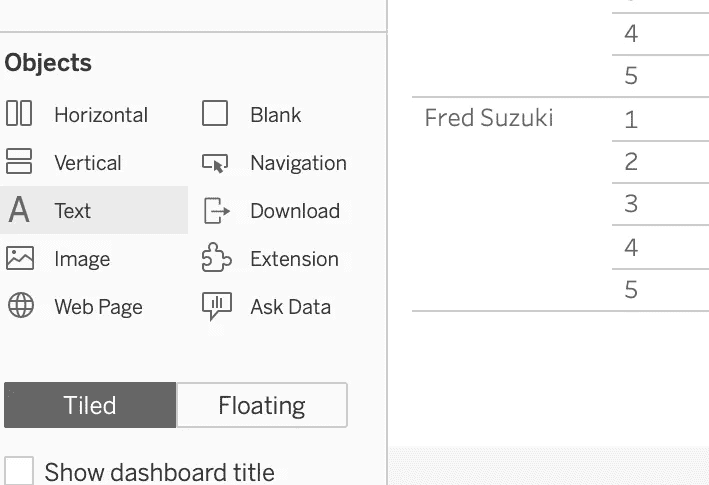 Objects
Horizontal
Blank
Vertical
Navigation
A Text
Download
Image
Extension
Web Page
Ask Data
Tiled
Floating
Show dashboard title
4
5
Fred Suzuki 1
2
3
4
5